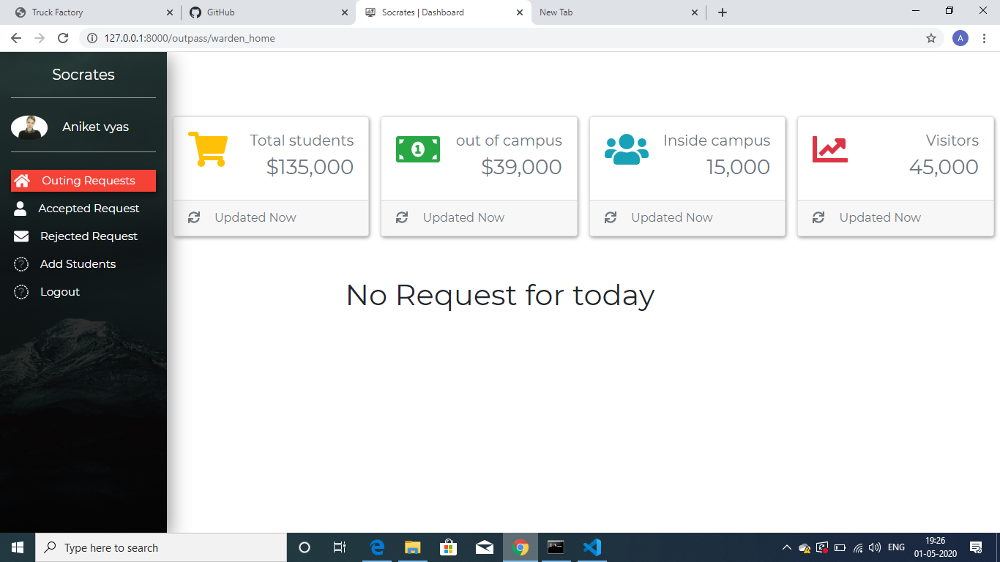 Truck Factory
GitHub
Socrates | Dashboard
New Tab
127.0.0.1:8000/outpass/warden_home
A
Socrates
Aniket vyas
Outing Requests
Accepted Request
Rejected Request
Add Students
Logout
Total students
$135,000
Updated Now
out of campus
$39,000
Updated Now
Inside campus
15,000
Updated Now
Visitors
45,000
Updated Now
No Request for today
Type here to search
ENG
19:26
01-05-2020